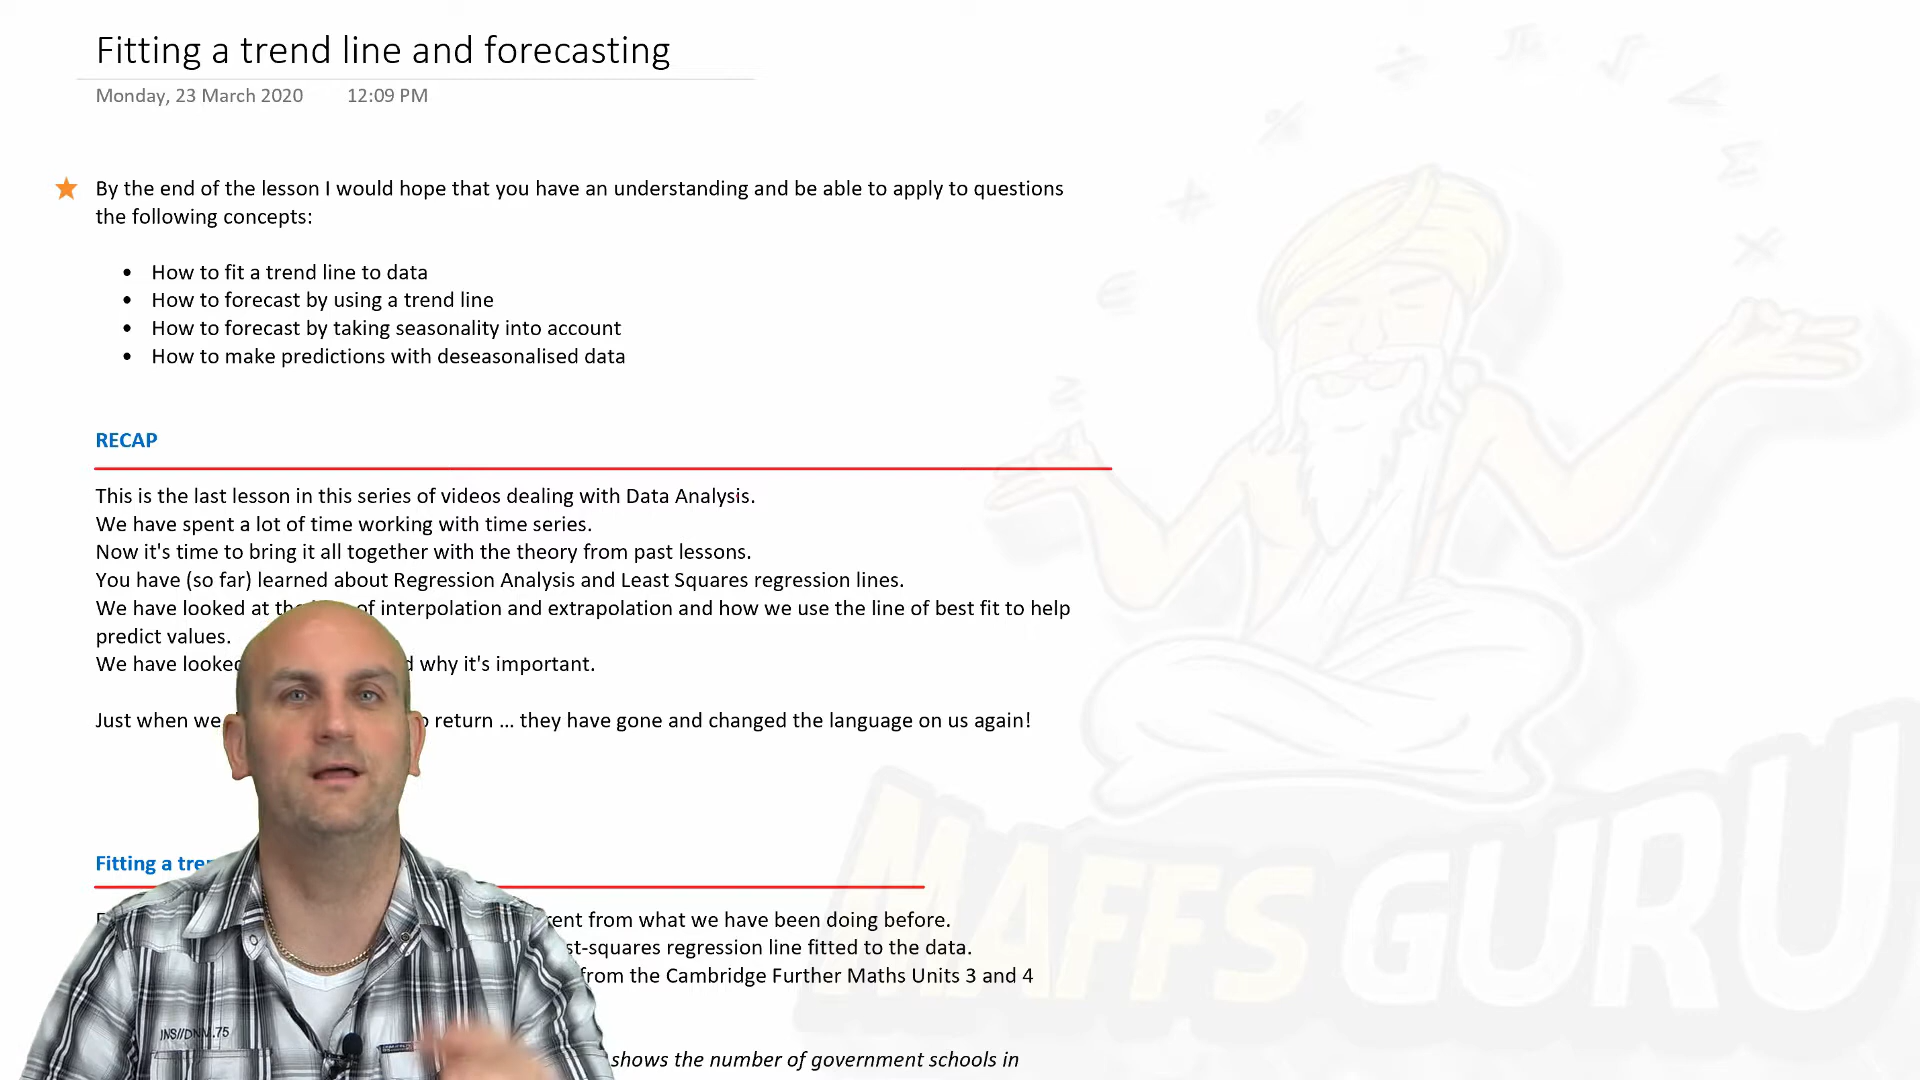 Fitting a trend line and forecasting
Monday, 23 March 2020 12:09 PM
By the end of the lesson I would hope that you have an understanding and be able to apply to questions
the following concepts:
• How to fit a trend line to data
• How to forecast by using a trend line
• How to forecast by taking seasonality into account
• How to make predictions with deseasonalised data
RECAP
This is the last lesson in this series of videos dealing with Data Analysis.
We have spent a lot of time working with time series.
Now it's time to bring it all together with the theory from past lessons.
You have (so far) learned about Regression Analysis and Least Squares regression lines.
We have looked at of interpolation and extrapolation and how we use the line of best fit to help
predict values.
We have looked why it's important.
Just when we return ... they have gone and changed the language on us again!
Fitting a
from what we have been doing before.
regression line fitted to the data.
from the Cambridge Further Maths Units 3 and 4
shows the number of government schools in
INS//DNM.75
MAFFS GURU